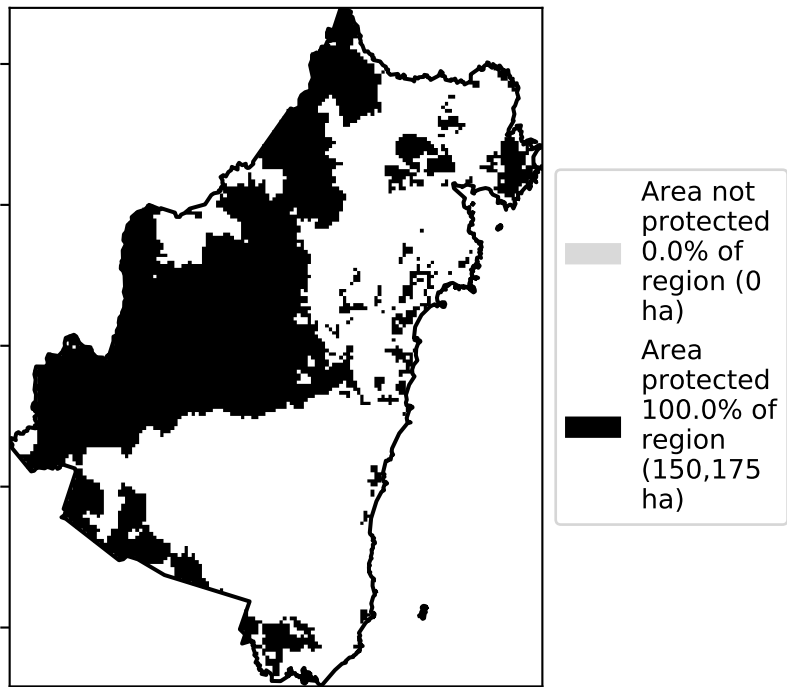 Area not
protected
0.0% of
region (0
ha)
Area
protected
100.0% of
region
(150,175
ha)